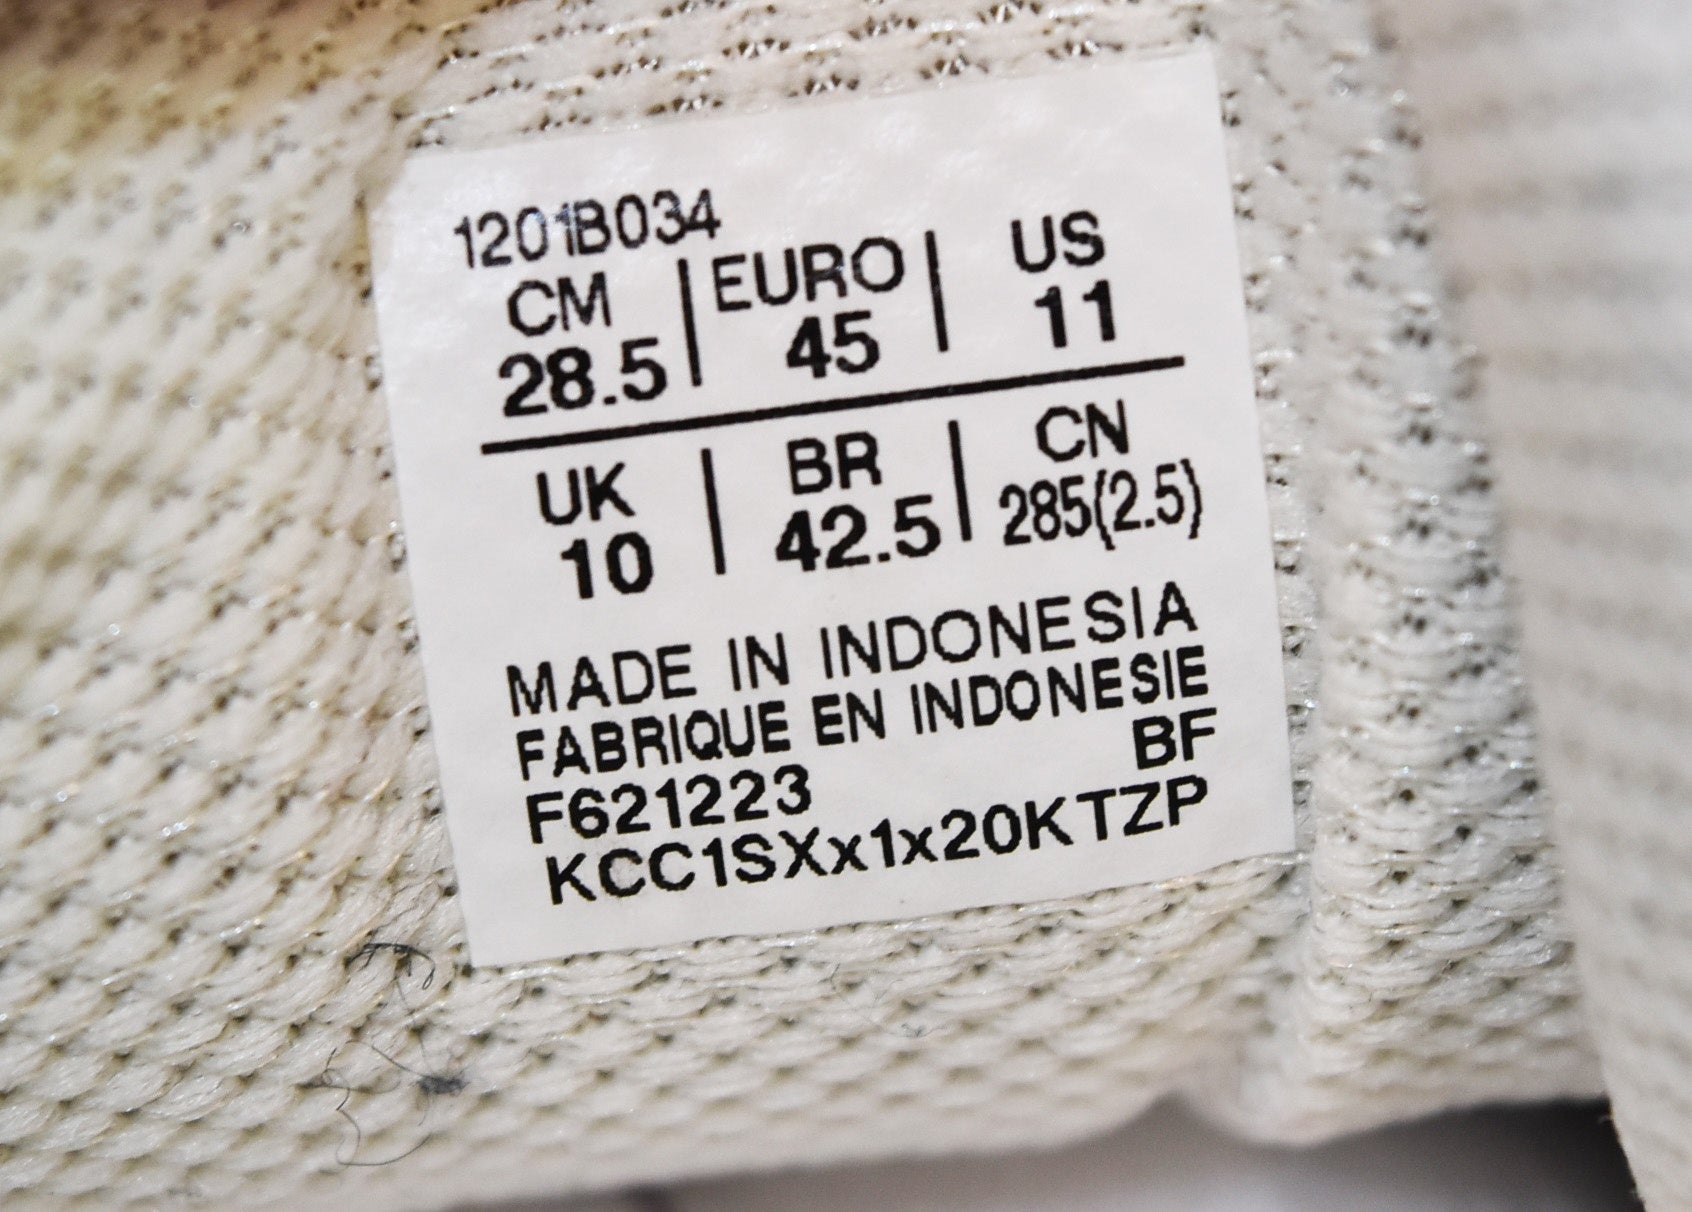 1201B034
CM | EURO | US
28.5 | 45 | 11
UK | BR | CN
10 | 42.5 | 285(2.5)
MADE IN INDONESIA
FABRIQUE EN INDONESIE
F621223 BF
KCC1SXx1x20KTZP